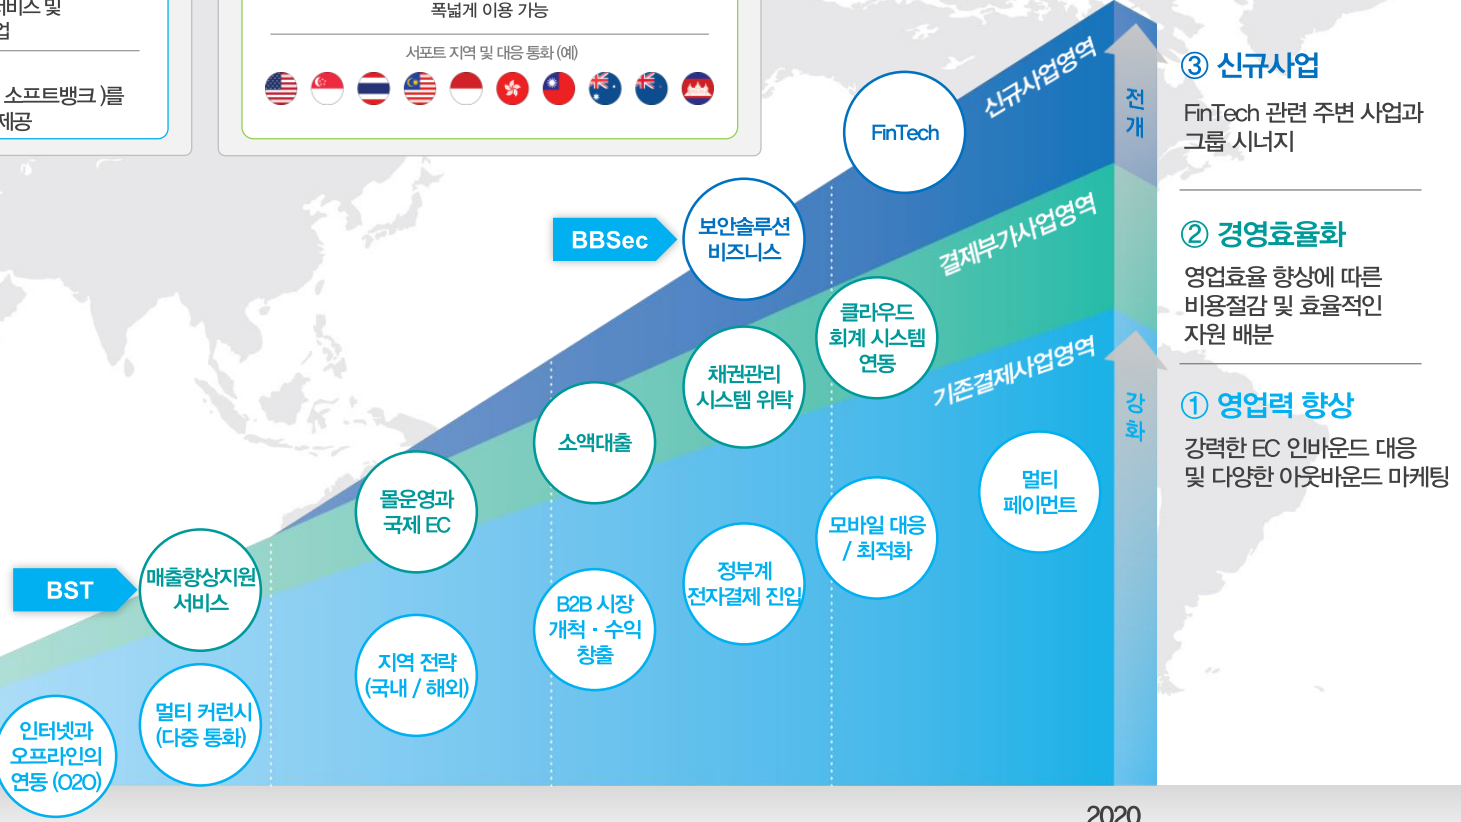 서비스 및
업
소프트뱅크 )를
제공
폭넓게 이용 가능
서포트 지역 및 대응 통화 (예)
신규사업영역
전
개
③ 신규사업
FinTech 관련 주변 사업과
그룹 시너지
FinTech
BBSec
보안솔루션
비즈니스
결제부가사업영역
② 경영효율화
영업효율 향상에 따른
비용절감 및 효율적인
자원 배분
클라우드
회계 시스템
연동
기존결제사업영역
채권관리
시스템 위탁
강
화
① 영업력 향상
강력한 EC 인바운드 대응
및 다양한 아웃바운드 마케팅
소액대출
몰운영과
국제 EC
멀티
페이먼트
모바일 대응
/ 최적화
BST
매출향상지원
서비스
정부계
전자결제 진입
B2B 시장
개척 · 수익
창출
지역 전략
(국내 / 해외)
멀티 커런시
(다중 통화)
인터넷과
오프라인의
연동 (O2O)
2020